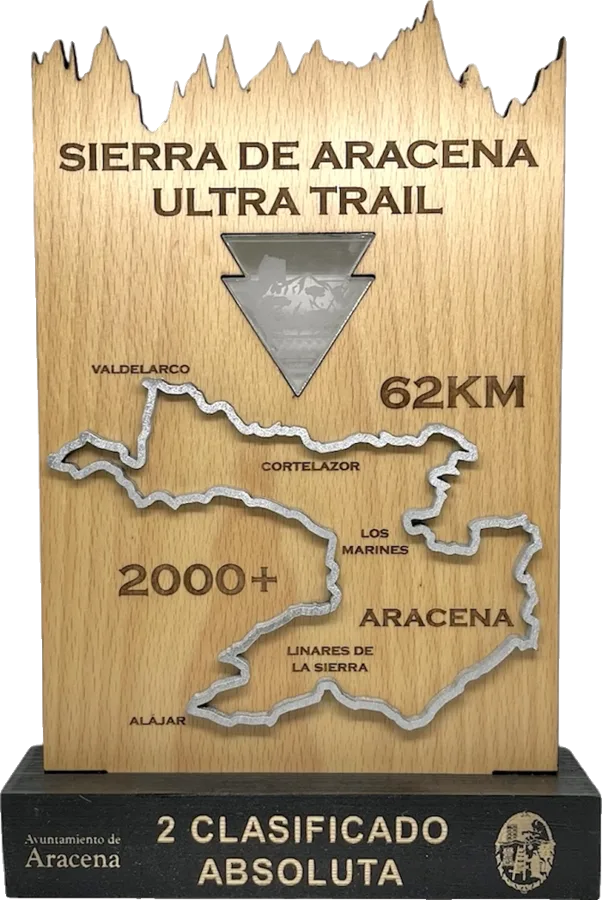 SIERRA DE ARACENA
ULTRA TRAIL
VALDELARCO
62KM
CORTELAZOR
LOS
MARINES
2000+
ARACENA
LINARES DE
LA SIERRA
ALÁJAR
Ayuntamiento de
Aracena
2 CLASIFICADO
ABSOLUTA